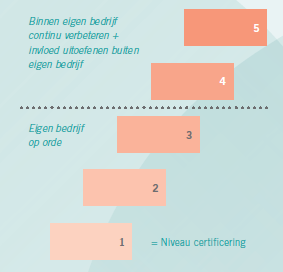 Binnen eigen bedrijf
continu verbeteren +
invloed uitoefenen buiten
eigen bedrijf
5
4
Eigen bedrijf
op orde
3
2
1
= Niveau certificering